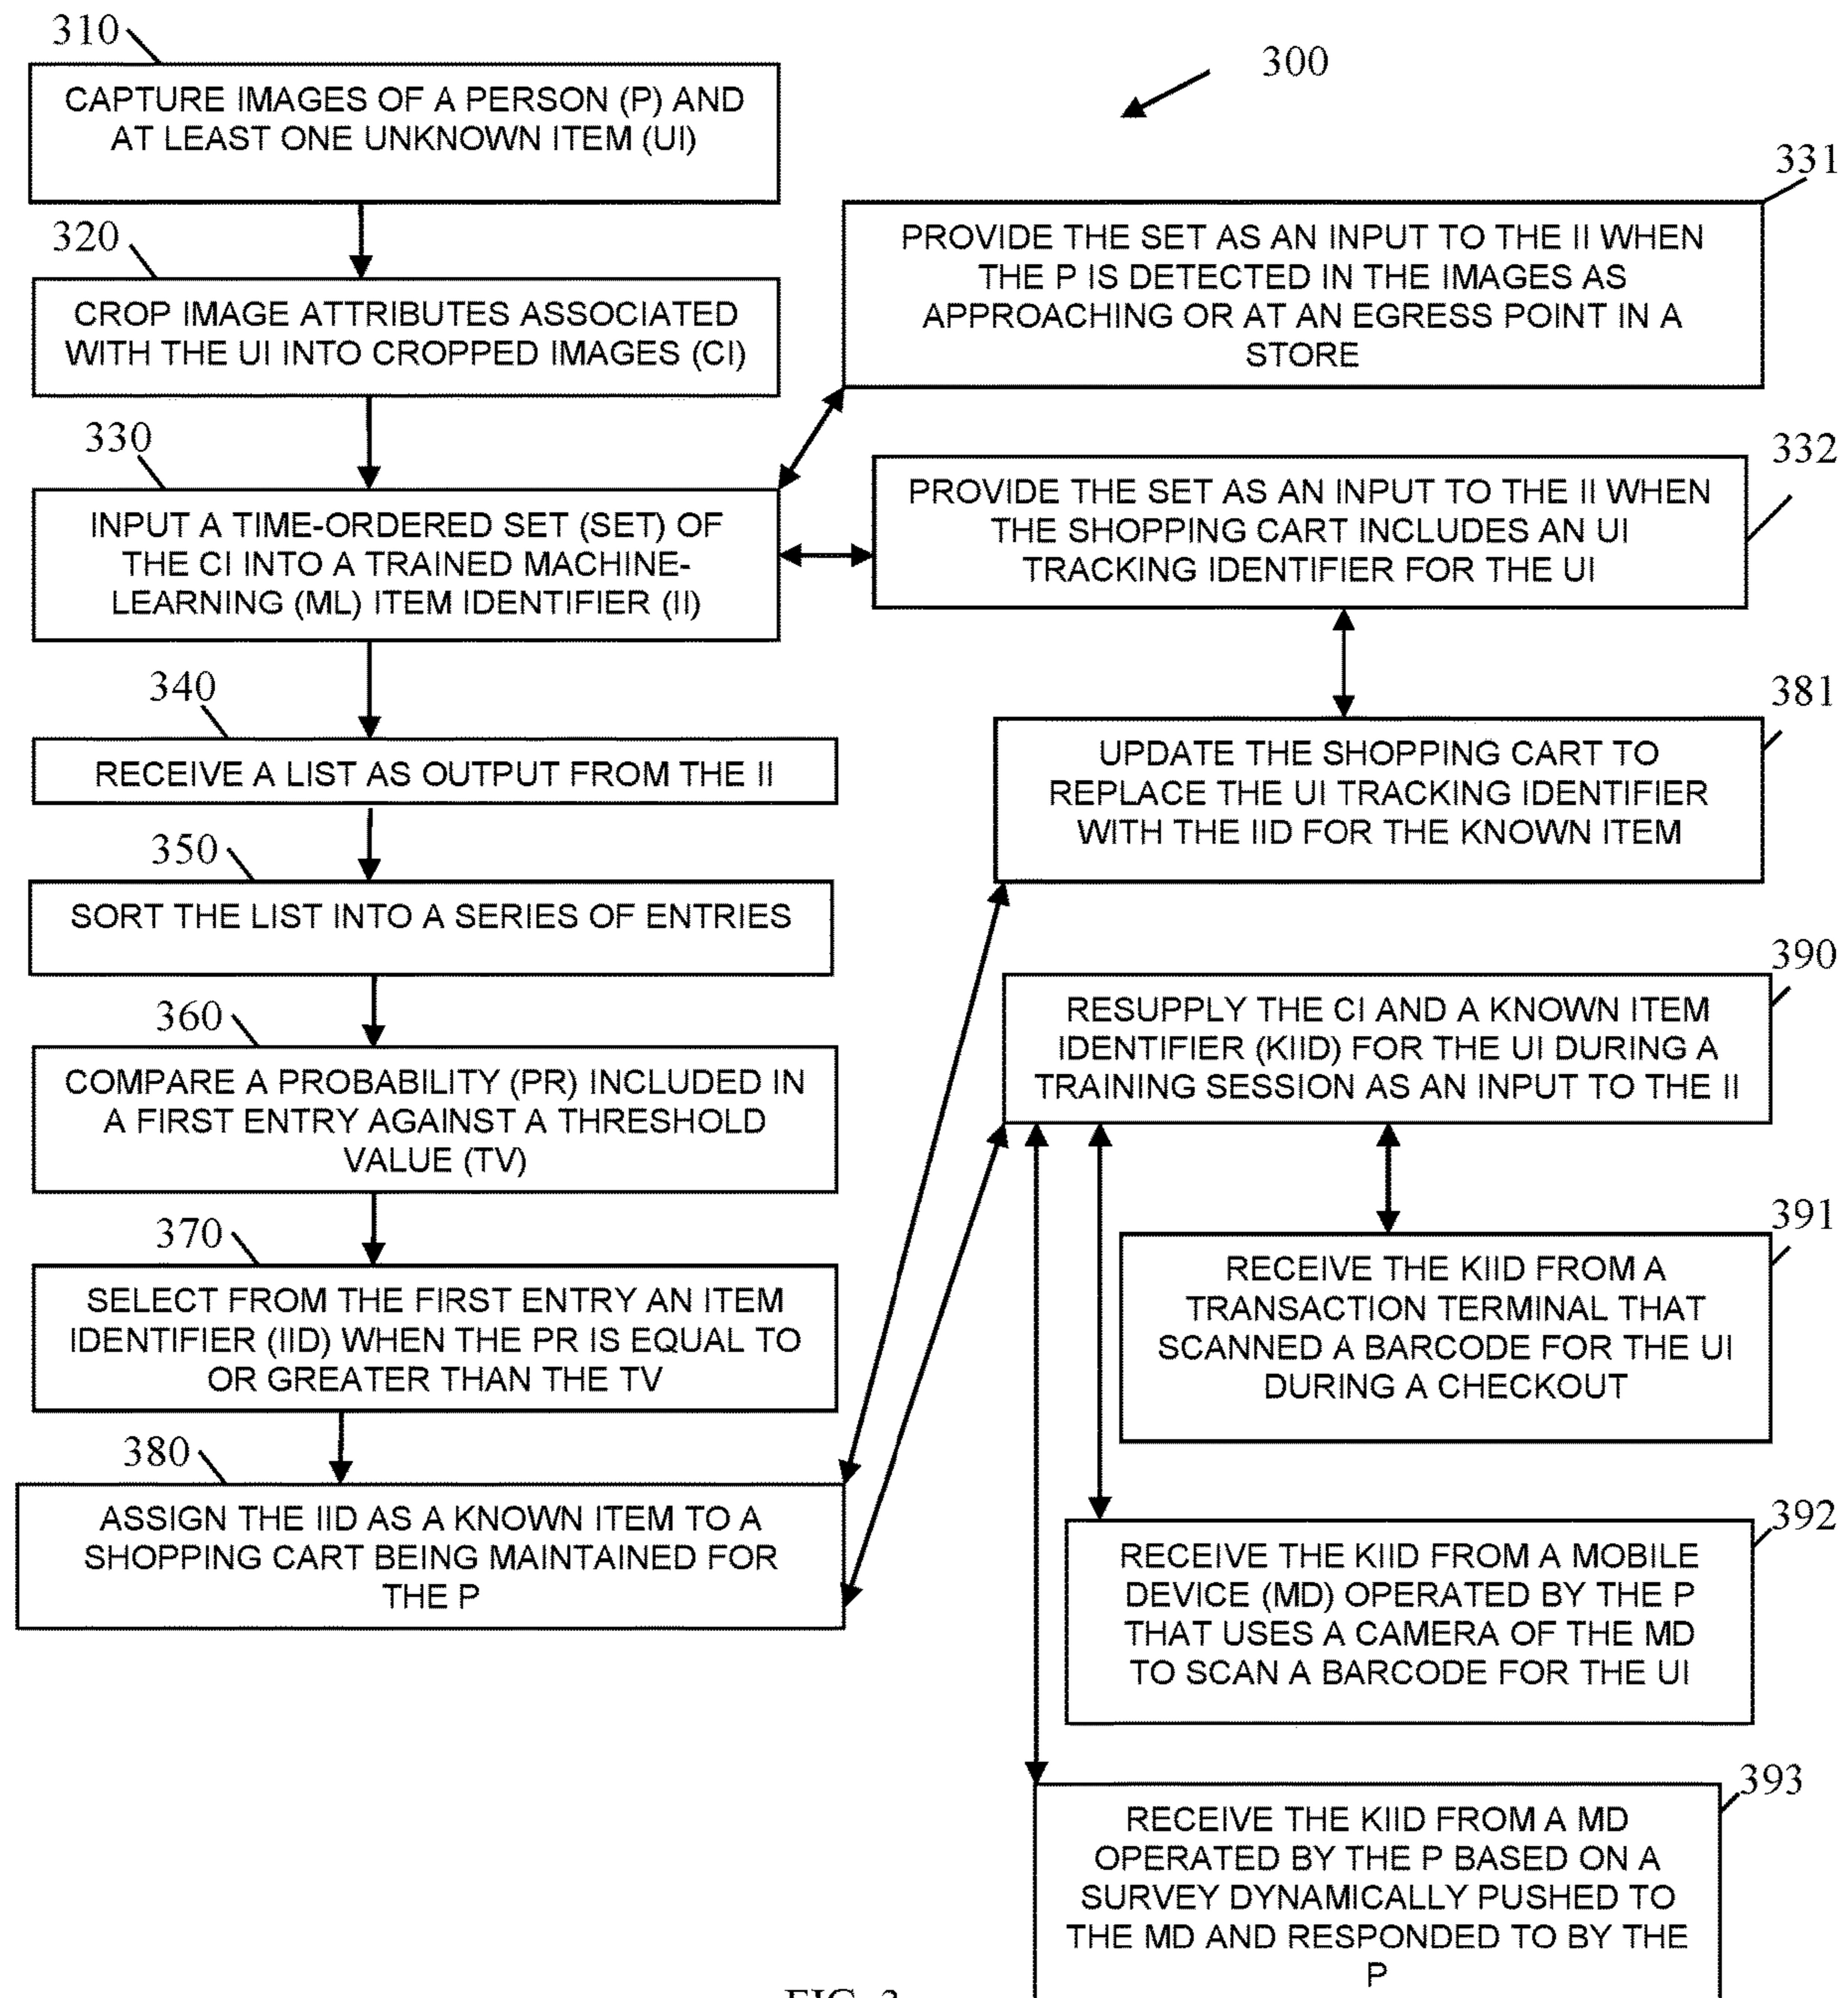 310
CAPTURE IMAGES OF A PERSON (P) AND
AT LEAST ONE UNKNOWN ITEM (UI)
300
320
CROP IMAGE ATTRIBUTES ASSOCIATED
WITH THE UI INTO CROPPED IMAGES (CI)
331
PROVIDE THE SET AS AN INPUT TO THE II WHEN
THE P IS DETECTED IN THE IMAGES AS
APPROACHING OR AT AN EGRESS POINT IN A
STORE
330
INPUT A TIME-ORDERED SET (SET) OF
THE CI INTO A TRAINED MACHINE-
LEARNING (ML) ITEM IDENTIFIER (II)
332
PROVIDE THE SET AS AN INPUT TO THE II WHEN
THE SHOPPING CART INCLUDES AN UI
TRACKING IDENTIFIER FOR THE UI
340
RECEIVE A LIST AS OUTPUT FROM THE II
381
UPDATE THE SHOPPING CART TO
REPLACE THE UI TRACKING IDENTIFIER
WITH THE IID FOR THE KNOWN ITEM
350
SORT THE LIST INTO A SERIES OF ENTRIES
390
RESUPPLY THE CI AND A KNOWN ITEM
IDENTIFIER (KIID) FOR THE UI DURING A
TRAINING SESSION AS AN INPUT TO THE II
360
COMPARE A PROBABILITY (PR) INCLUDED IN
A FIRST ENTRY AGAINST A THRESHOLD
VALUE (TV)
370
SELECT FROM THE FIRST ENTRY AN ITEM
IDENTIFIER (IID) WHEN THE PR IS EQUAL TO
OR GREATER THAN THE TV
391
RECEIVE THE KIID FROM A
TRANSACTION TERMINAL THAT
SCANNED A BARCODE FOR THE UI
DURING A CHECKOUT
380
ASSIGN THE IID AS A KNOWN ITEM TO A
SHOPPING CART BEING MAINTAINED FOR
THE P
392
RECEIVE THE KIID FROM A MOBILE
DEVICE (MD) OPERATED BY THE P
THAT USES A CAMERA OF THE MD
TO SCAN A BARCODE FOR THE UI
393
RECEIVE THE KIID FROM A MD
OPERATED BY THE P BASED ON A
SURVEY DYNAMICALLY PUSHED TO
THE MD AND RESPONDED TO BY THE
P
FIG. 3